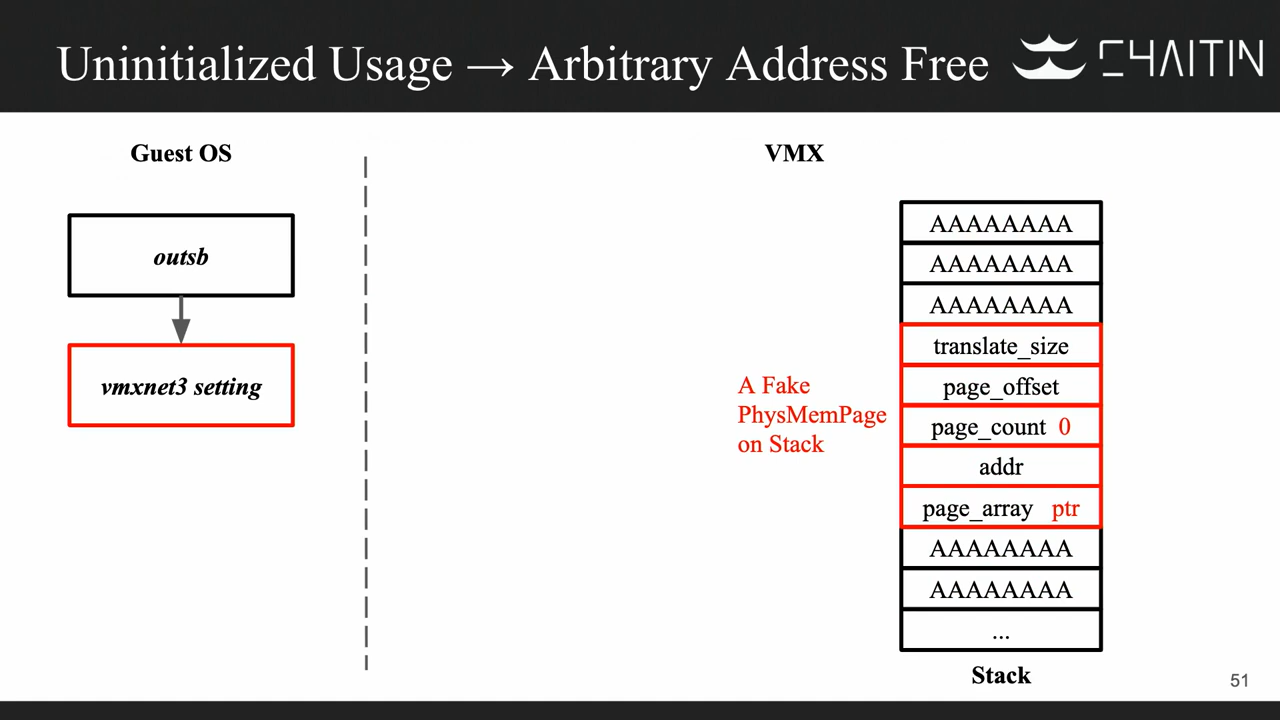 Uninitialized Usage → Arbitrary Address Free
CHAITIN
Guest OS
outsb
vmxnet3 setting
VMX
A Fake
PhysMemPage
on Stack
AAAAAAAA
AAAAAAAA
AAAAAAAA
translate_size
page_offset
page_count 0
addr
page_array ptr
AAAAAAAA
AAAAAAAA
...
Stack
51